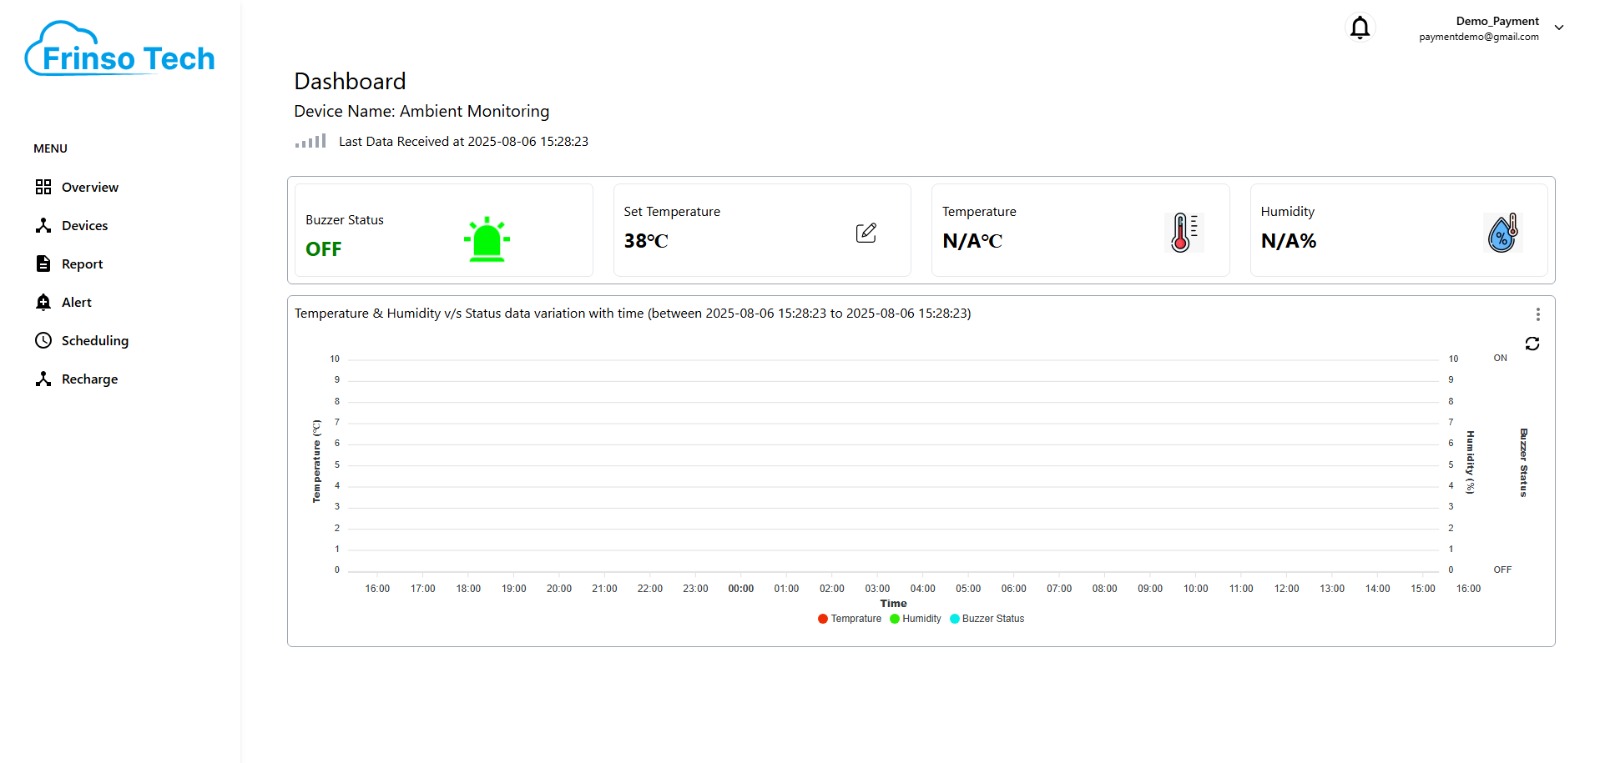 Frinso Tech
Demo_Payment
paymentdemo@gmail.com
MENU
Overview
Devices
Report
Alert
Scheduling
Recharge
Dashboard
Device Name: Ambient Monitoring
Last Data Received at 2025-08-06 15:28:23
Buzzer Status
OFF
Set Temperature
38℃
Temperature
N/A℃
Humidity
%
N/A%
Temperature & Humidity v/s Status data variation with time (between 2025-08-06 15:28:23 to 2025-08-06 15:28:23)
Temperature (℃)
10
9
8
7
6
5
4
3
2
1
0
10
9
8
7
6
5
4
3
2
1
0
Humidity (%)
ON
OFF
Buzzer Status
16:00 17:00 18:00 19:00 20:00 21:00 22:00 23:00 00:00 01:00 02:00 03:00 04:00 05:00 06:00 07:00 08:00 09:00 10:00 11:00 12:00 13:00 14:00 15:00 16:00
Time
Temprature Humidity Buzzer Status